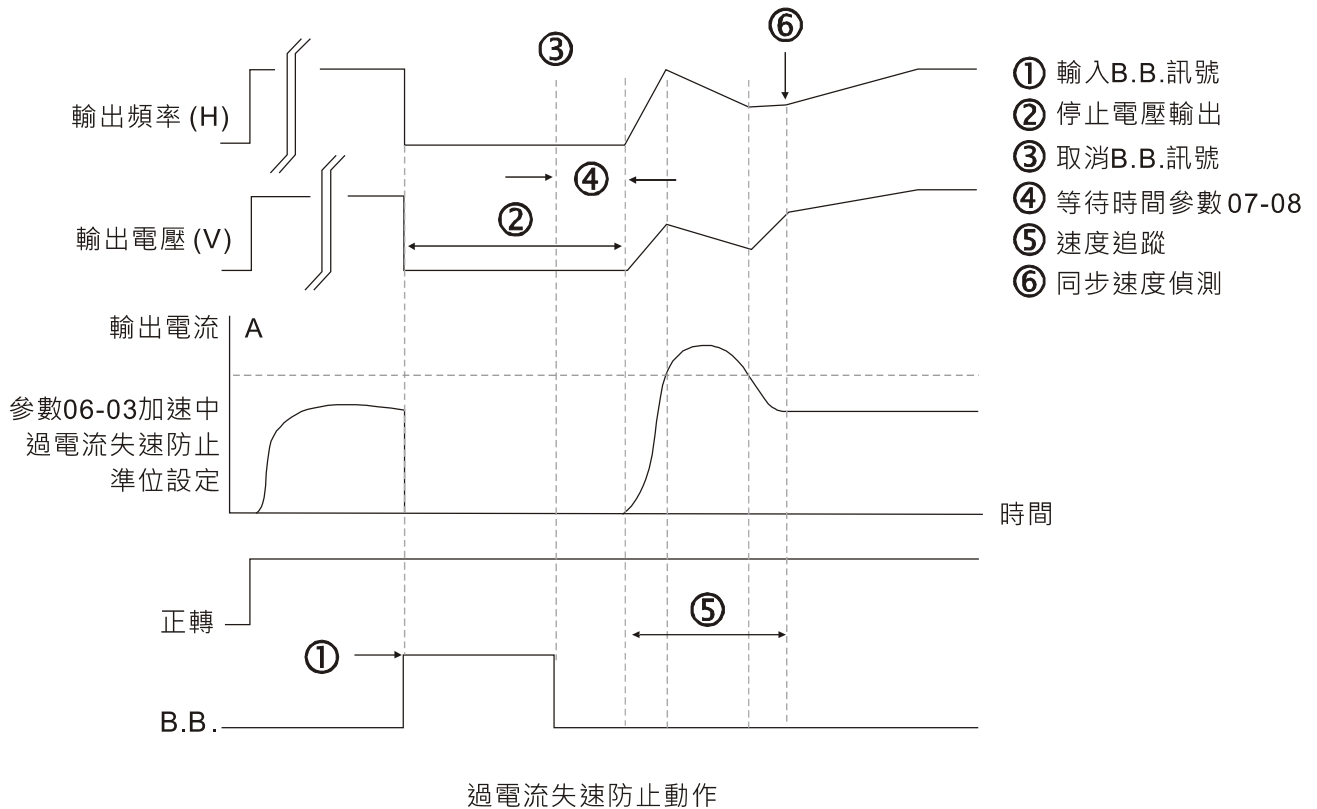 ⑥
③
輸出頻率 (H)
④
②
輸出電壓 (V)
① 輸入B.B.訊號
② 停止電壓輸出
③ 取消B.B.訊號
④ 等待時間參數 07-08
⑤ 速度追蹤
⑥ 同步速度偵測
輸出電流 A
參數06-03加速中
過電流失速防止
準位設定
時間
正轉
⑤
①
B.B.
過電流失速防止動作